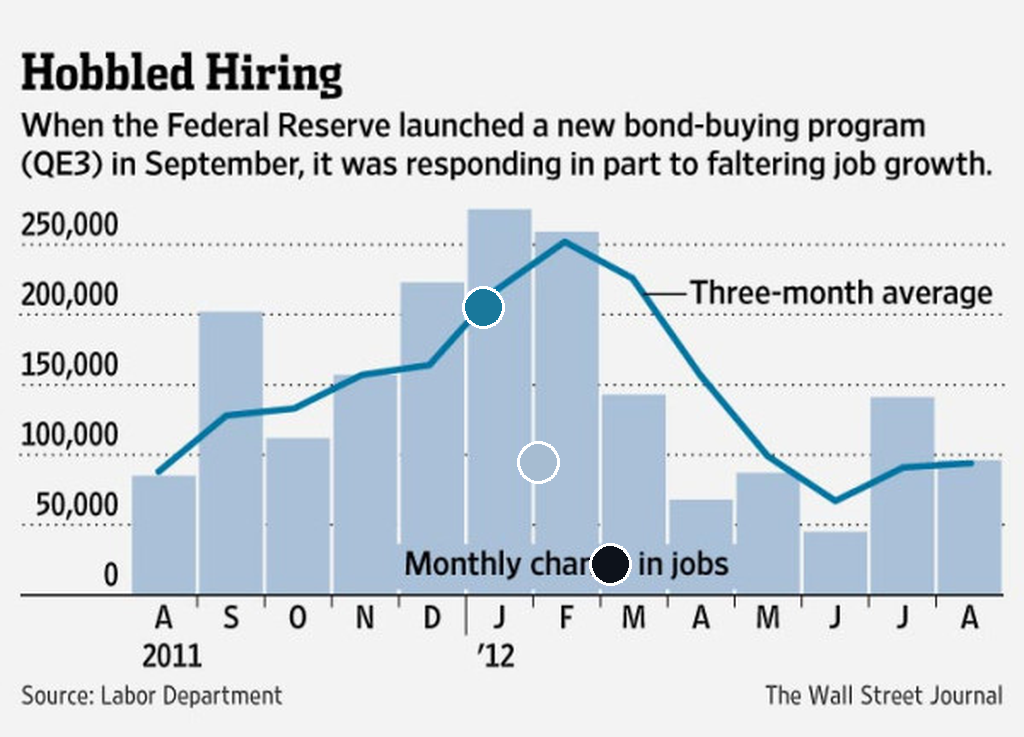 Hobbled Hiring
When the Federal Reserve launched a new bond-buying program
(QE3) in September, it was responding in part to faltering job growth.
250,000
200,000
Three-month average
150,000
100,000
50,000
Monthly in jobs
0
A S O N D J F M A M J J A
2011 '12
Source: Labor Department The Wall Street Journal